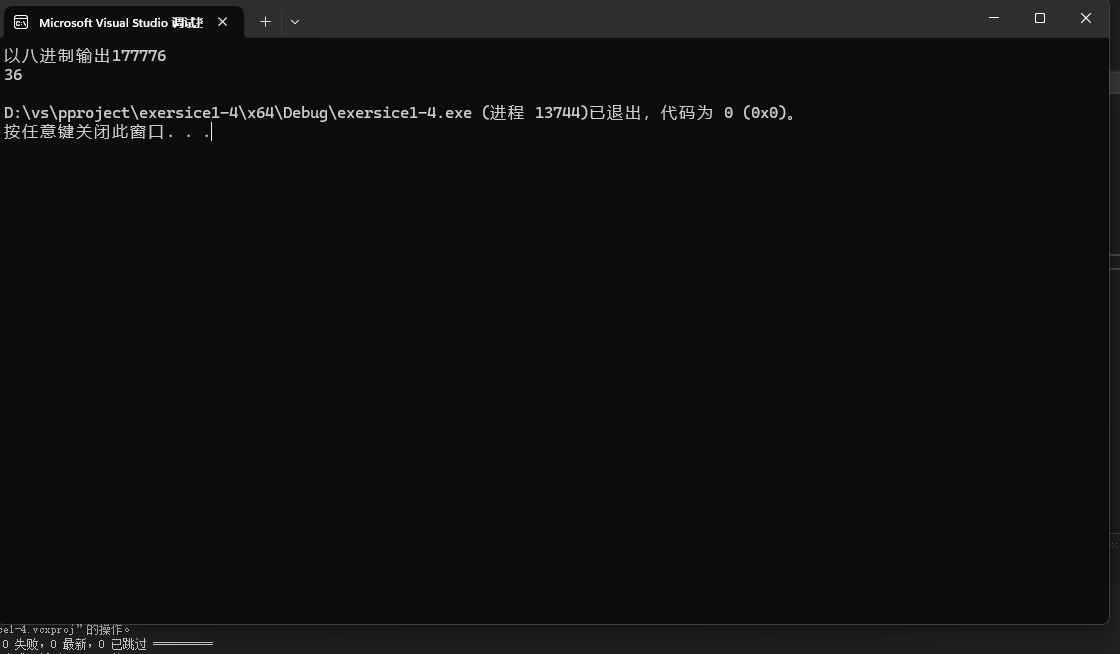 Microsoft Visual Studio 调试
以八进制输出177776
36
D:\vs\pproject\exersice1-4\x64\Debug\exersice1-4.exe (进程 13744)已退出，代码为 0 (0x0)。
按任意键关闭此窗口. . .
ce1-4.vcxproj”的操作。
0 失败，0 最新，0 已跳过 ==========